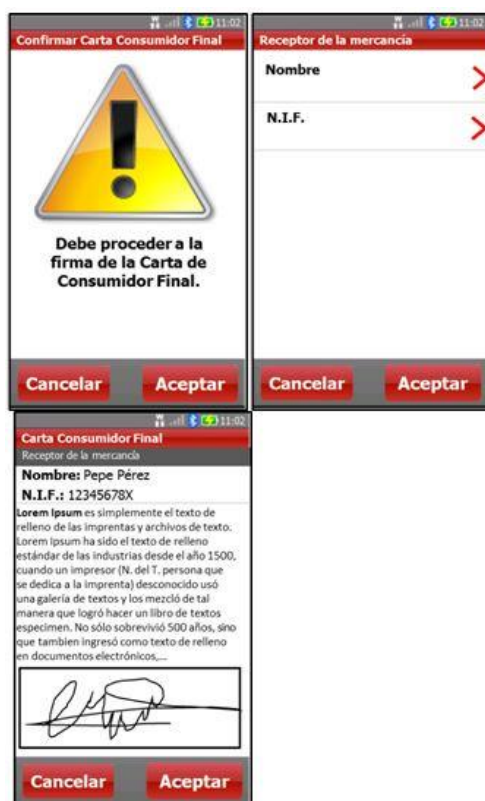 11:02
Confirmar Carta Consumidor Final
Debe proceder a la
firma de la Carta de
Consumidor Final.
Cancelar Aceptar
11:02
Receptor de la mercancía
Nombre
N.I.F.
Cancelar Aceptar
11:02
Carta Consumidor Final
Receptor de la mercancía
Nombre: Pepe Pérez
N.I.F.: 12345678X
Lorem Ipsum es simplemente el texto de
relleno de las imprentas y archivos de texto.
Lorem Ipsum ha sido el texto de relleno
estándar de las industrias desde el año 1500,
cuando un impresor (N. del T. persona que
se dedica a la imprenta) desconocido usó
una galería de textos y los mezcló de tal
manera que logró hacer un libro de textos
especimen. No sólo sobrevivió 500 años, sino
que tambien ingresó como texto de relleno
en documentos electrónicos,...
Cancelar Aceptar